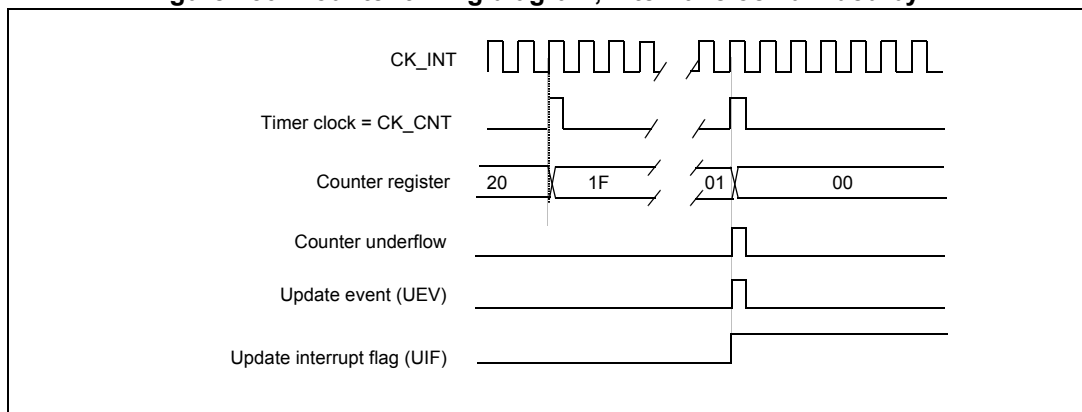 CK_INT
Timer clock = CK_CNT
Counter register 20 1F 01 00
Counter underflow
Update event (UEV)
Update interrupt flag (UIF)